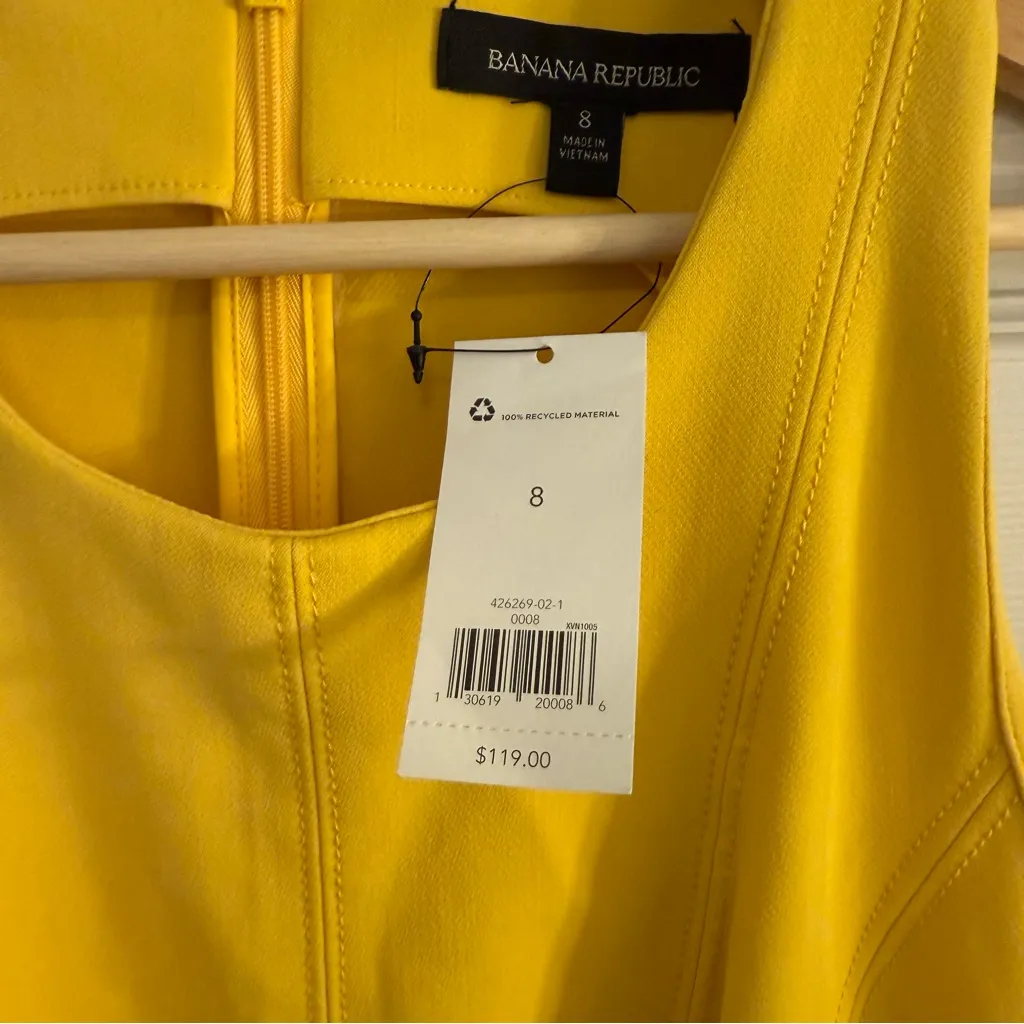 BANANA REPUBLIC
8
MADE IN
VIETNAM
100% RECYCLED MATERIAL
8
426269-02-1
0008
XVN1005
1 30619 20008 6
$119.00